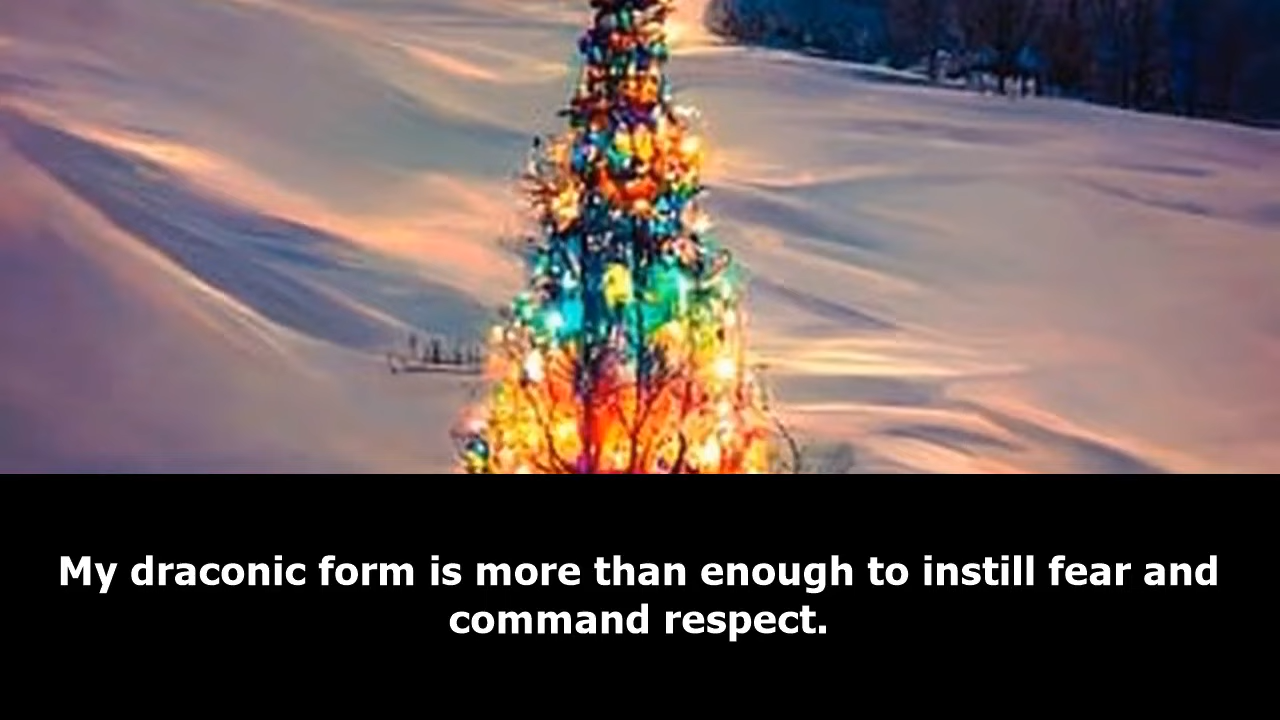 My draconic form is more than enough to instill fear and
command respect.